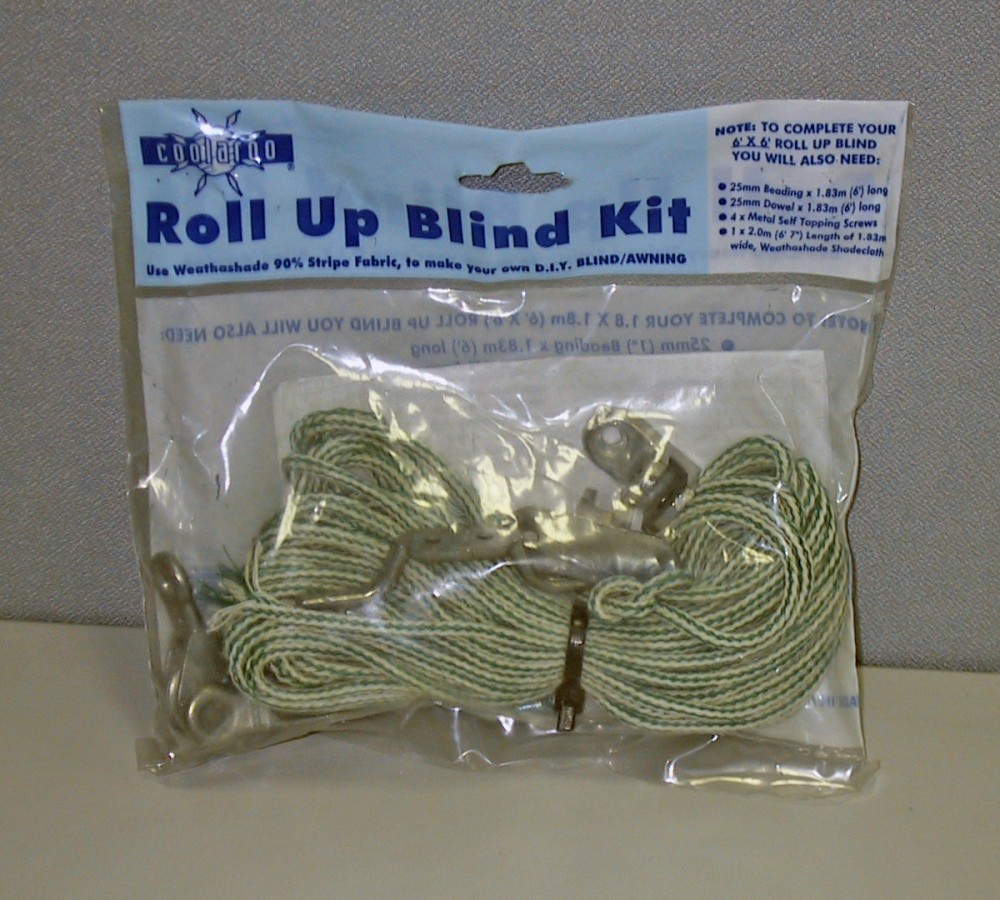 coolaroo
®
Roll Up Blind Kit
Use Weathashade 90% Stripe Fabric, to make your own D.I.Y. BLIND/AWNING
NOTE: TO COMPLETE YOUR
6' X 6' ROLL UP BLIND
YOU WILL ALSO NEED:
● 25mm Beading x 1.83m (6') long
● 25mm Dowel x 1.83m (6') long
● 4 x Metal Self Tapping Screws
● 1 x 2.0m (6' 7") Length of 1.83m
wide, Weathashade Shadecloth
NOTE: TO COMPLETE YOUR 1.8 X 1.8m (6' X 6') ROLL UP BLIND YOU WILL ALSO NEED:
● 25mm (1") Beading x 1.83m (6') long